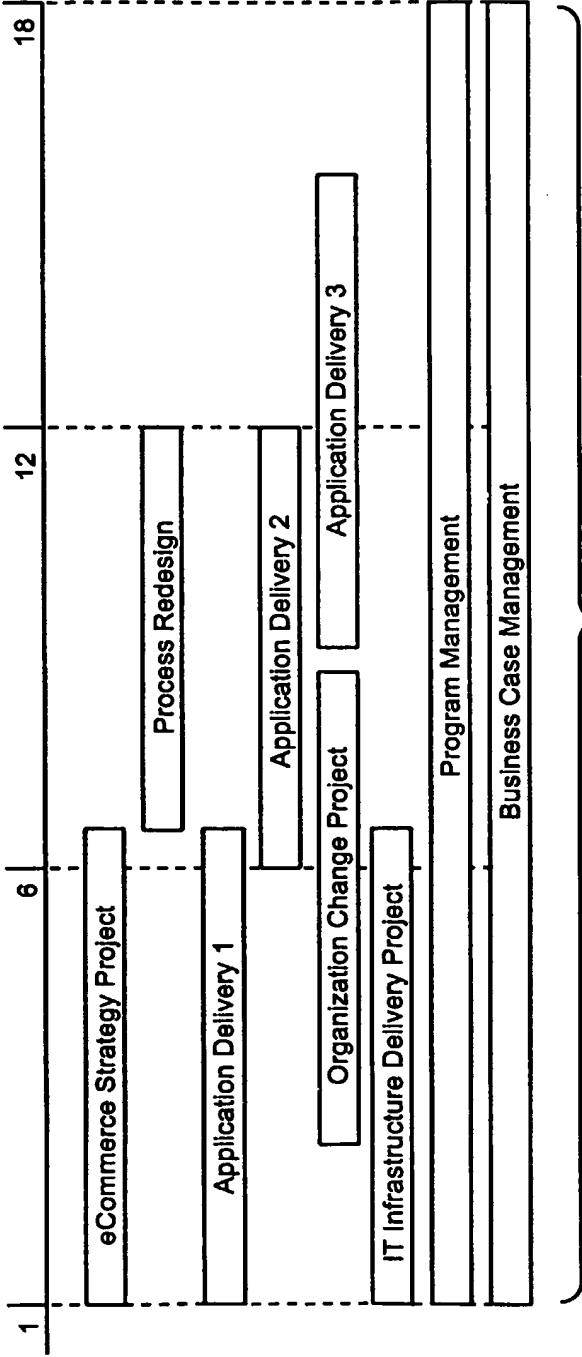 1
6
12
18
eCommerce Strategy Project
Process Redesign
Application Delivery 1
Application Delivery 2
Organization Change Project
Application Delivery 3
IT Infrastructure Delivery Project
Program Management
Business Case Management